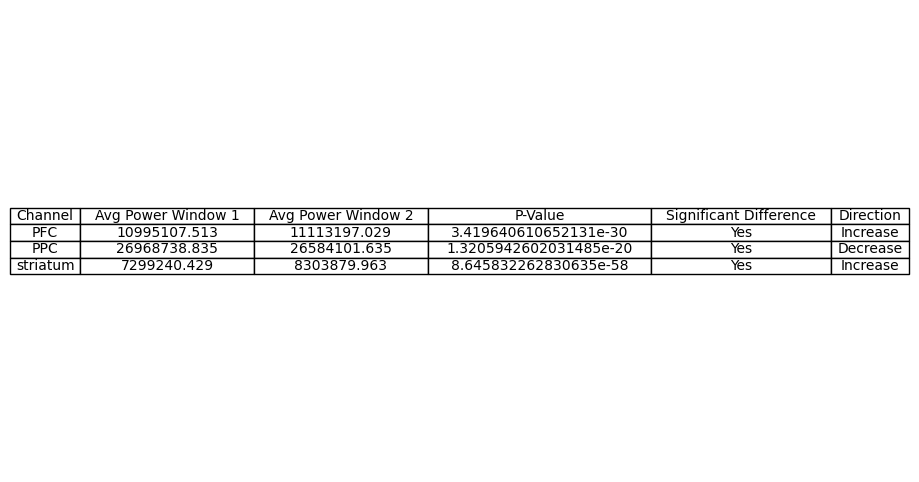 Channel Avg Power Window 1 Avg Power Window 2 P-Value Significant Difference Direction
PFC 10995107.513 11113197.029 3.419640610652131e-30 Yes Increase
PPC 26968738.835 26584101.635 1.3205942602031485e-20 Yes Decrease
striatum 7299240.429 8303879.963 8.645832262830635e-58 Yes Increase